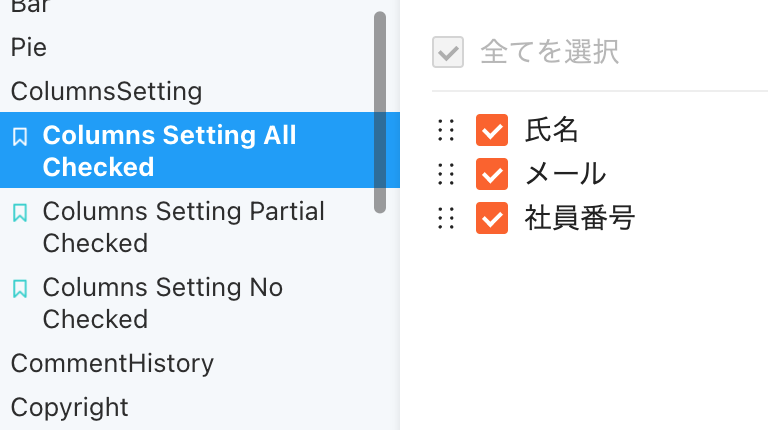 Bar
Pie
ColumnsSetting
Columns Setting All
Checked
Columns Setting Partial
Checked
Columns Setting No
Checked
CommentHistory
Copyright
全てを選択
氏名
メール
社員番号